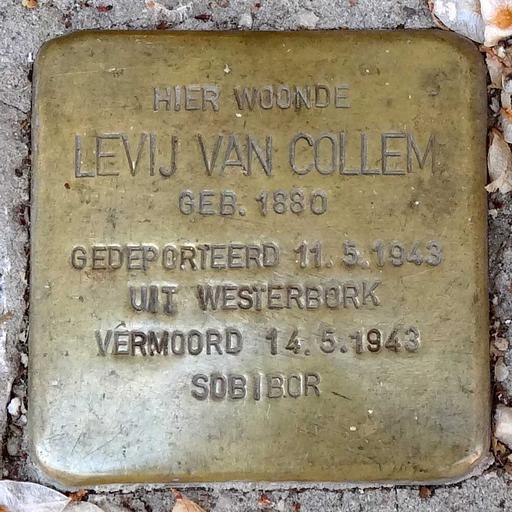 HIER WOONDE
LEVIJ VAN COLLEM
GEB. 1880
GEDEPORTEERD 11.5.1943
UIT WESTERBORK
VERMOORD 14.5.1943
SOBIBOR